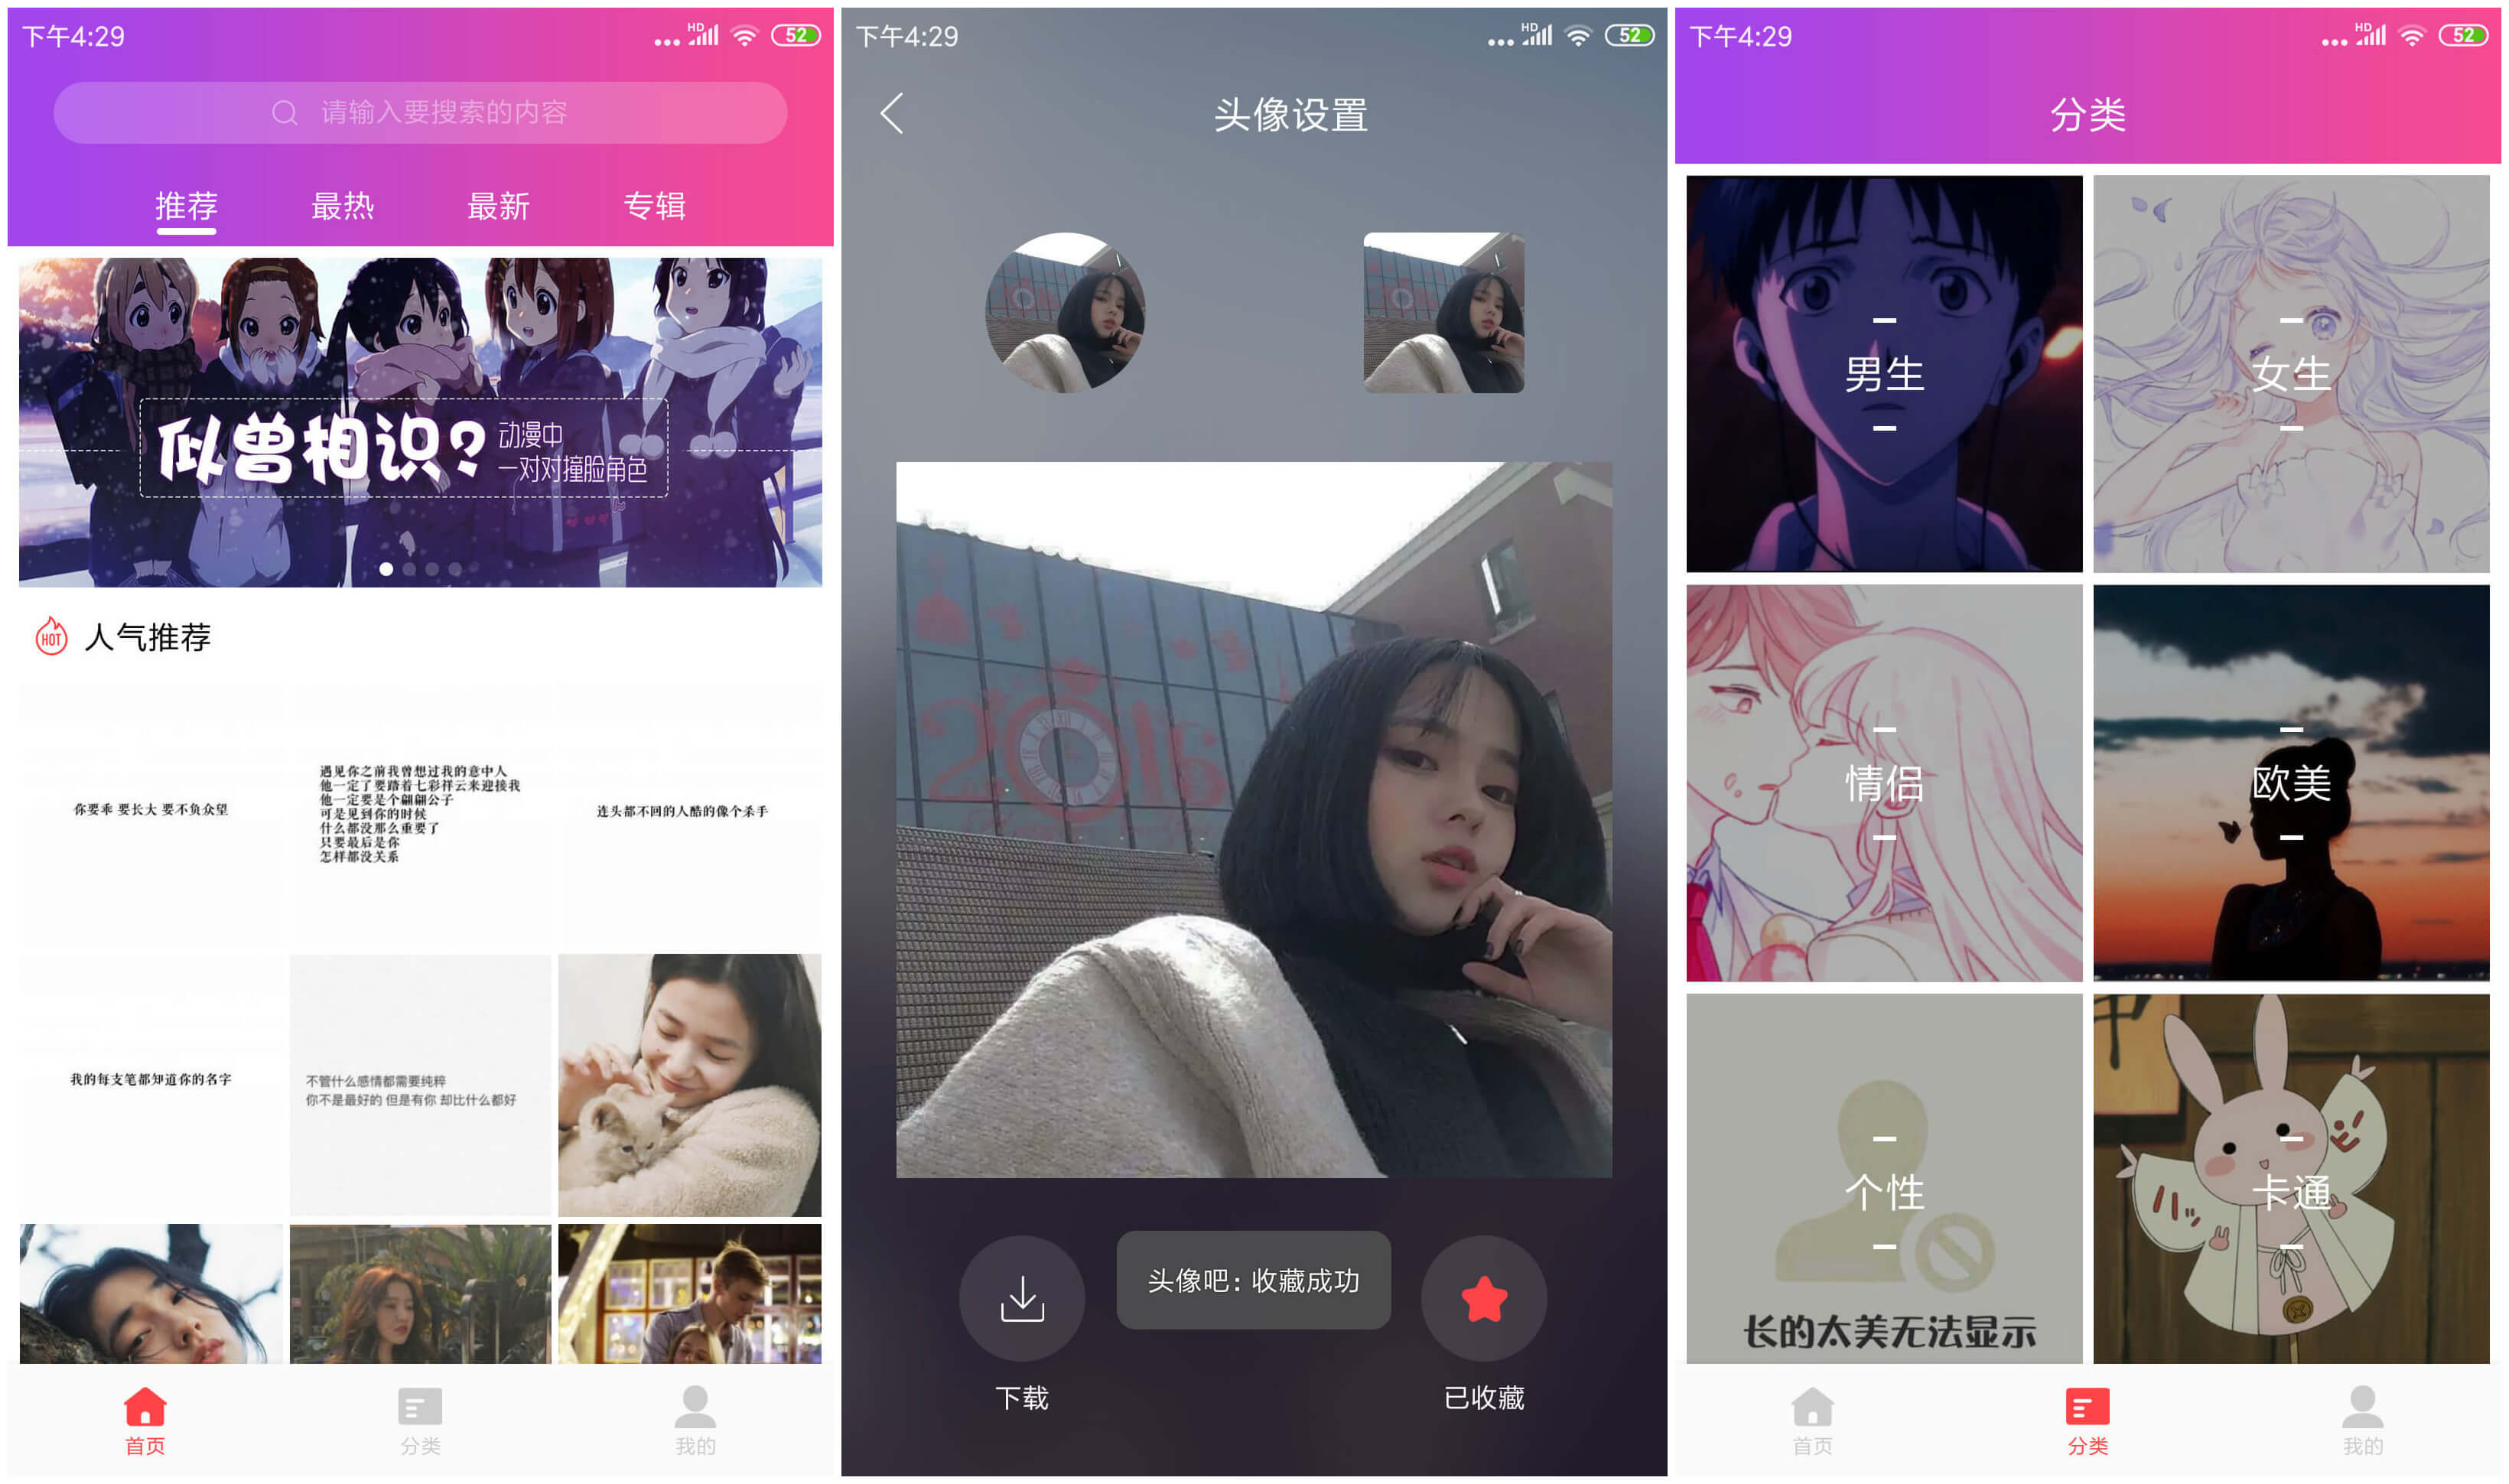 下午4:29
HD
52
请输入要搜索的内容
推荐 最热 最新 专辑
似曾相识?
动漫中
一对对撞脸角色
HOT 人气推荐
你要乖 要长大 要不负众望
遇见你之前我曾想过我的意中人
他一定了要踏着七彩祥云来迎接我
他一定要是个翩翩公子
可是见到你的时候
什么都没那么重要了
只要最后是你
怎样都没关系
连头都不回的人酷的像个杀手
我的每支笔都知道你的名字
不管什么感情都需要纯粹
你不是最好的 但是有你 却比什么都好
首页 分类 我的
下午4:29
HD
52
头像设置
2016
头像吧：收藏成功
下载 已收藏
下午4:29
HD
52
分类
男生 女生
情侣 欧美
个性 卡通
长的太美无法显示
首页 分类 我的